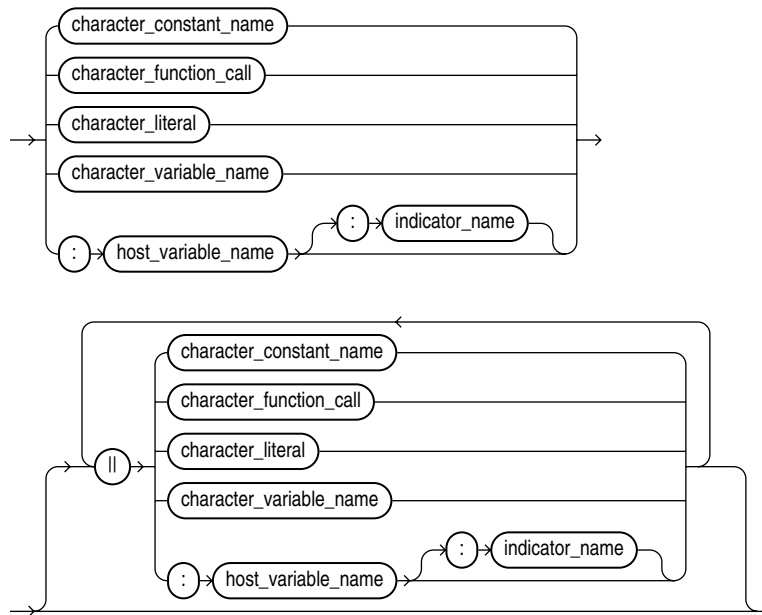 character_constant_name
character_function_call
character_literal
character_variable_name
: indicator_name
: host_variable_name
character_constant_name
character_function_call
||
character_literal
character_variable_name
: indicator_name
: host_variable_name